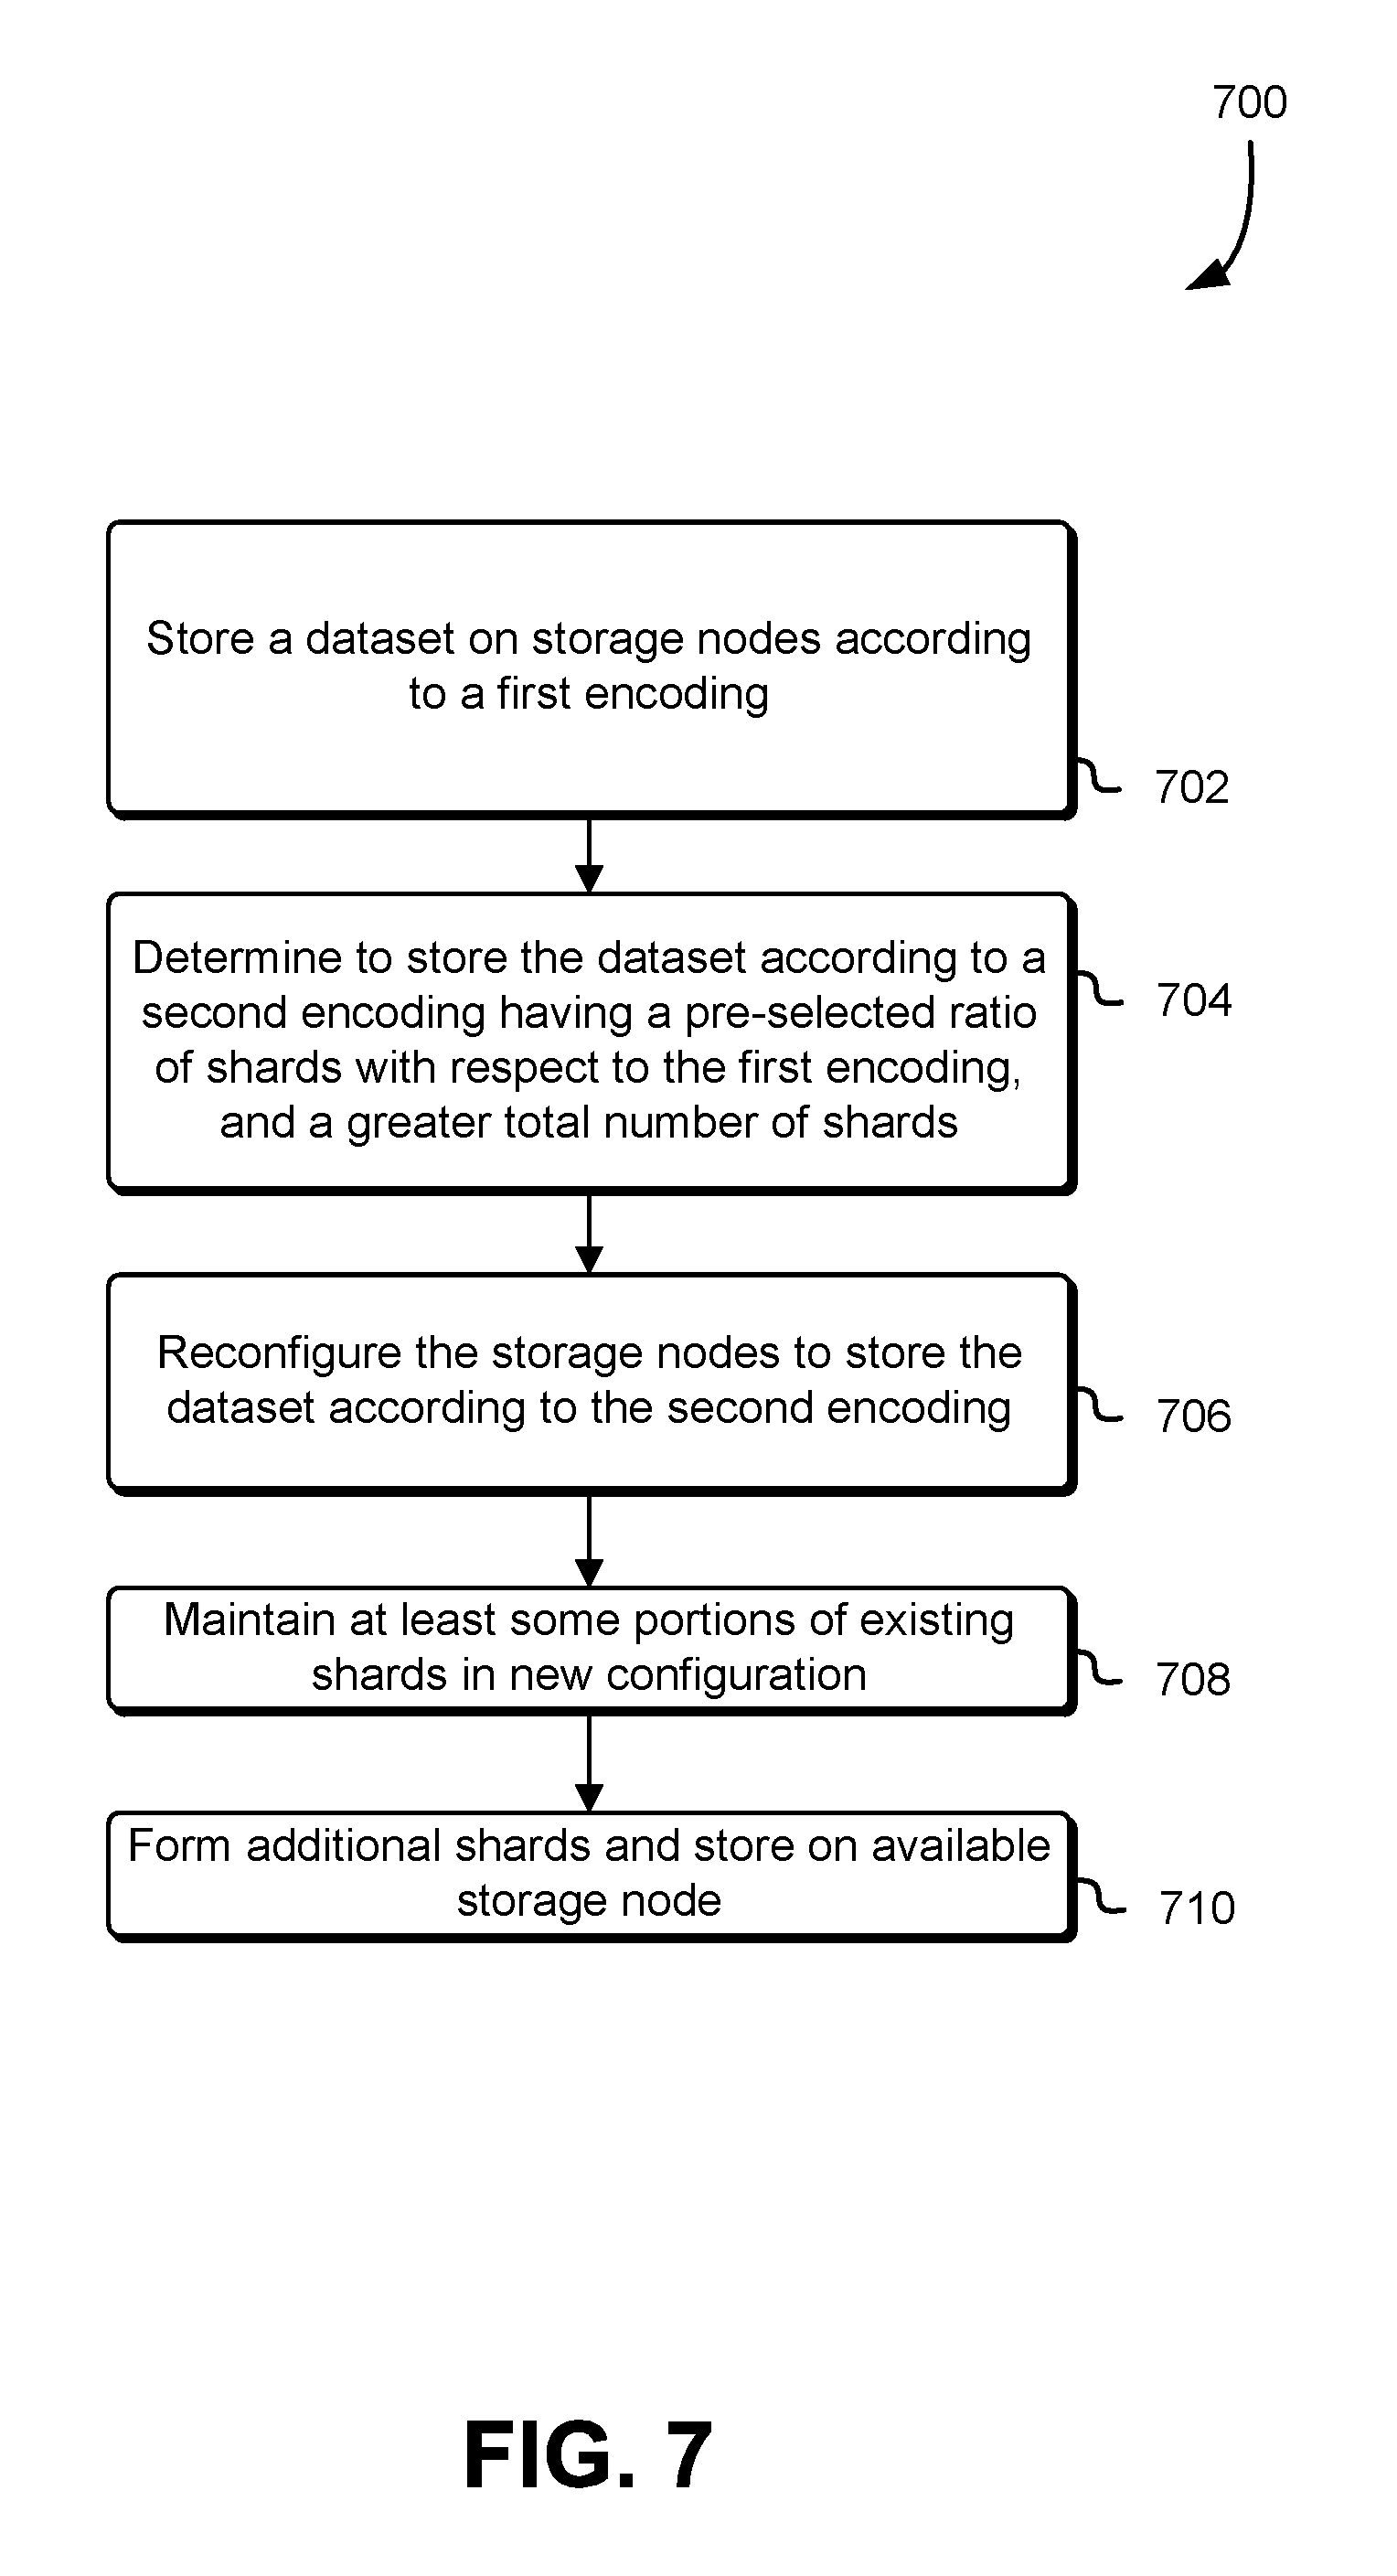 700
Store a dataset on storage nodes according
to a first encoding
702
Determine to store the dataset according to a
second encoding having a pre-selected ratio
of shards with respect to the first encoding,
and a greater total number of shards
704
Reconfigure the storage nodes to store the
dataset according to the second encoding
706
Maintain at least some portions of existing
shards in new configuration
708
Form additional shards and store on available
storage node
710
FIG. 7